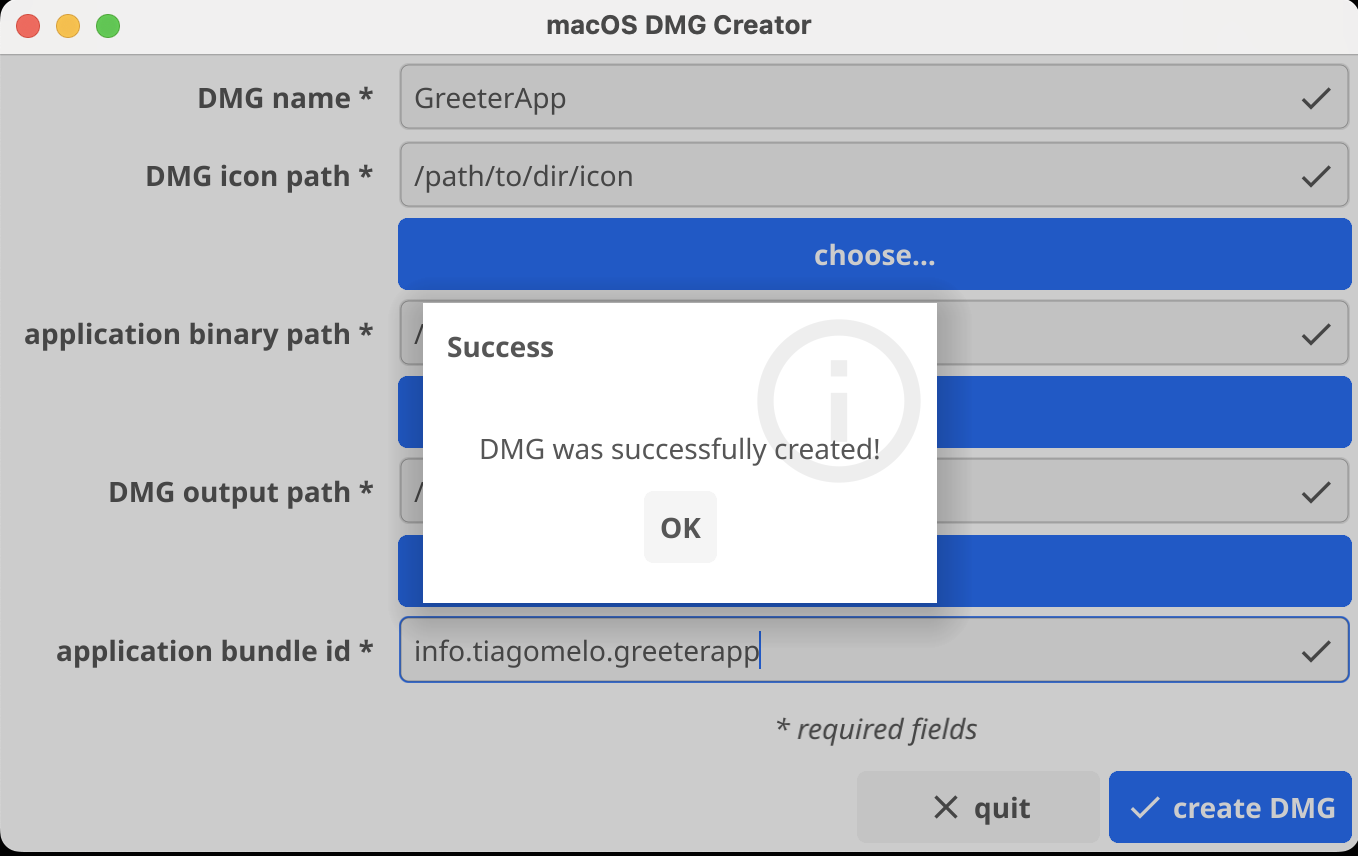 macOS DMG Creator
DMG name * GreeterApp
DMG icon path * /path/to/dir/icon
choose...
application binary path * /
Success
DMG was successfully created!
DMG output path * /
OK
application bundle id * info.tiagomelo.greeterapp
* required fields
quit create DMG